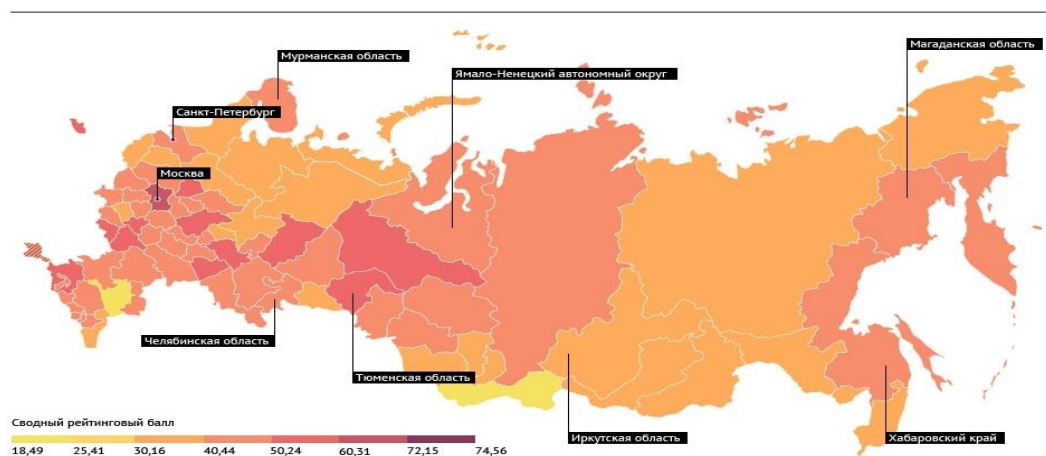 Мурманская область
Магаданская область
Ямало-Ненецкий автономный округ
Санкт-Петербург
Москва
Челябинская область
Тюменская область
Иркутская область
Хабаровский край
Сводный рейтинговый балл
18,49 25,41 30,16 40,44 50,24 60,31 72,15 74,56